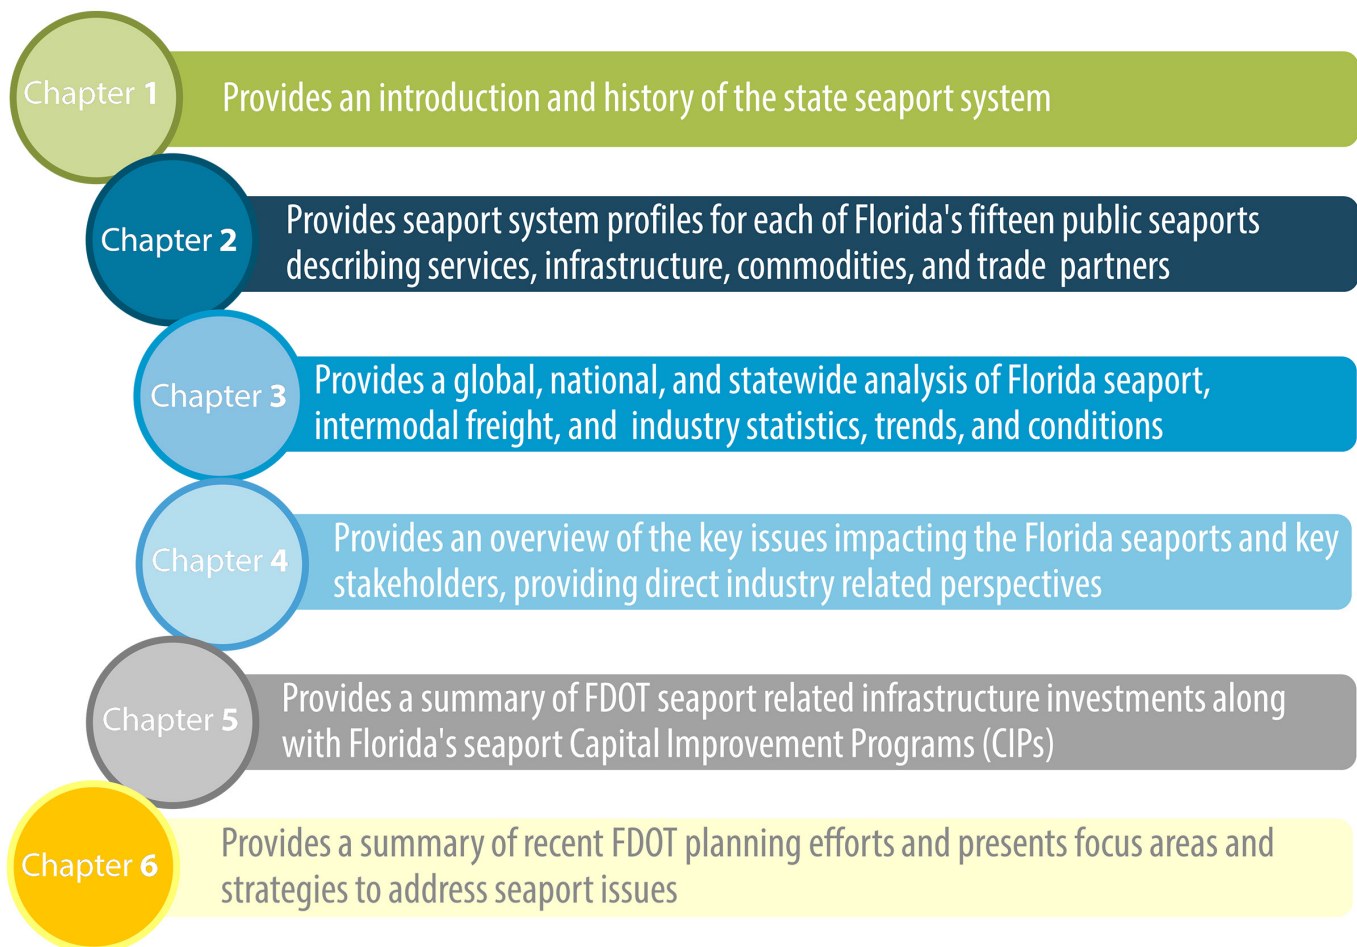 Chapter 1
Provides an introduction and history of the state seaport system
Chapter 2
Provides seaport system profiles for each of Florida's fifteen public seaports
describing services, infrastructure, commodities, and trade partners
Chapter 3
Provides a global, national, and statewide analysis of Florida seaport,
intermodal freight, and industry statistics, trends, and conditions
Chapter 4
Provides an overview of the key issues impacting the Florida seaports and key
stakeholders, providing direct industry related perspectives
Chapter 5
Provides a summary of FDOT seaport related infrastructure investments along
with Florida's seaport Capital Improvement Programs (CIPs)
Chapter 6
Provides a summary of recent FDOT planning efforts and presents focus areas and
strategies to address seaport issues